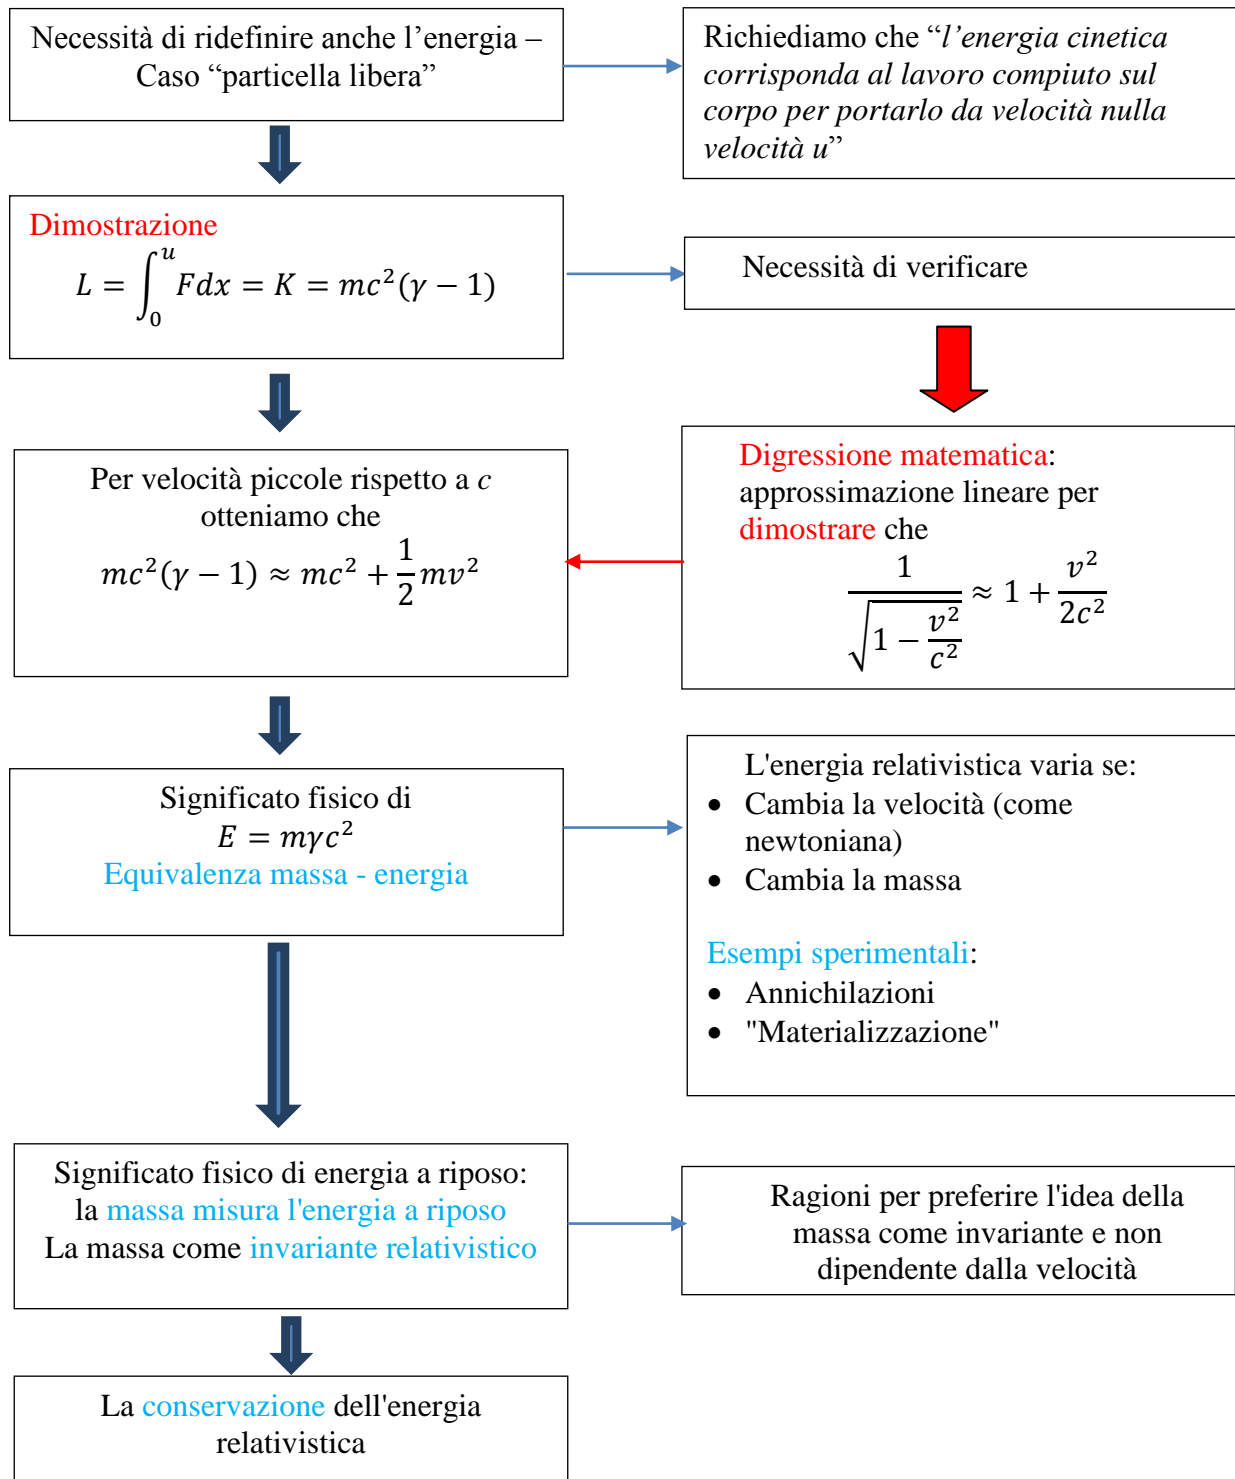 Necessità di ridefinire anche l’energia –
Caso “particella libera”
Richiediamo che “l’energia cinetica
corrisponda al lavoro compiuto sul
corpo per portarlo da velocità nulla
velocità u”
Dimostrazione
L = ∫₀ᵘ Fdx = K = mc²(γ − 1)
Necessità di verificare
Per velocità piccole rispetto a c
otteniamo che
mc²(γ − 1) ≈ mc² + 1/2 mv²
Digressione matematica:
approssimazione lineare per
dimostrare che
1/√(1 − v²/c²) ≈ 1 + v²/2c²
Significato fisico di
E = mγc²
Equivalenza massa - energia
L'energia relativistica varia se:
• Cambia la velocità (come
newtoniana)
• Cambia la massa
Esempi sperimentali:
• Annichilazioni
• "Materializzazione"
Significato fisico di energia a riposo:
la massa misura l'energia a riposo
La massa come invariante relativistico
Ragioni per preferire l'idea della
massa come invariante e non
dipendente dalla velocità
La conservazione dell'energia
relativistica